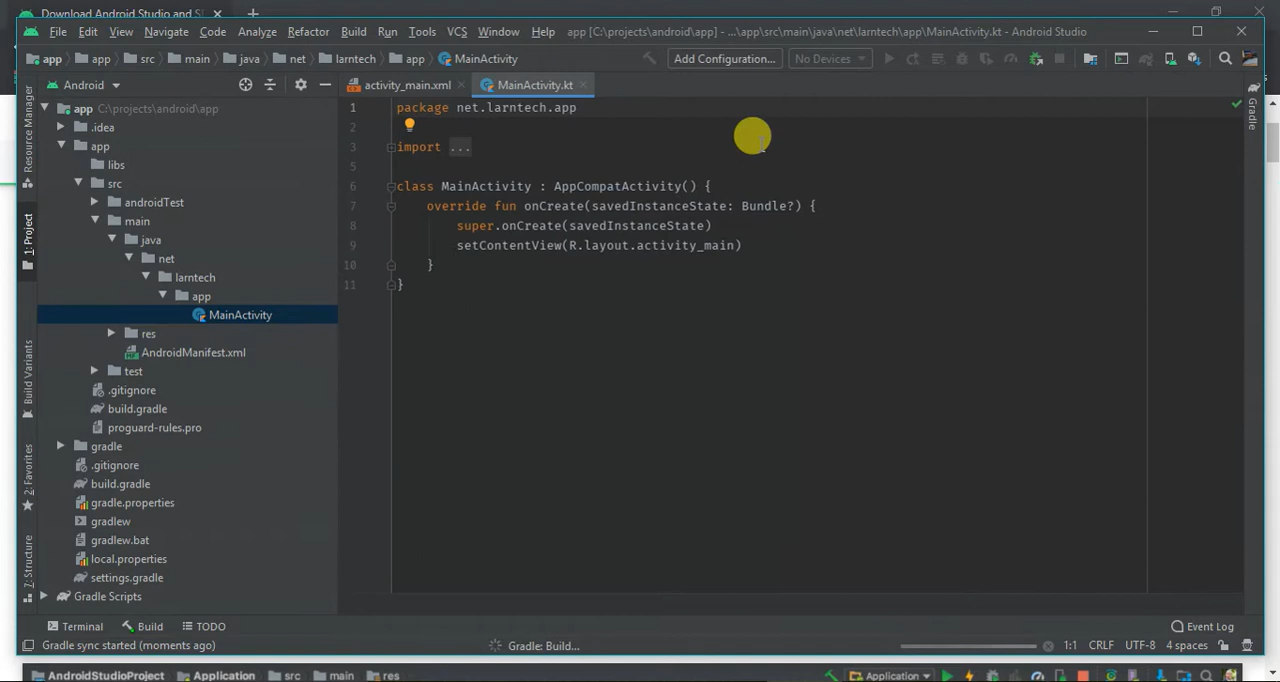 Download Android Studio and S
File Edit View Navigate Code Analyze Refactor Build Run Tools VCS Window Help app [C:\projects\android\app] - ...\app\src\main\java\net\larntech\app\MainActivity.kt - Android Studio
app app src main java net larntech app MainActivity Add Configuration... No Devices
Android
activity_main.xml MainActivity.kt
Resource Manager
1: Project
Build Variants
2: Favorites
7: Structure
app C:\projects\android\app
.idea
app
libs
src
androidTest
main
java
net
larntech
app
MainActivity
res
AndroidManifest.xml
test
.gitignore
build.gradle
proguard-rules.pro
gradle
.gitignore
build.gradle
gradle.properties
gradlew
gradlew.bat
local.properties
settings.gradle
Gradle Scripts
1 package net.larntech.app
2
3 import ...
5
6 class MainActivity : AppCompatActivity() {
7 override fun onCreate(savedInstanceState: Bundle?) {
8 super.onCreate(savedInstanceState)
9 setContentView(R.layout.activity_main)
10 }
11 }
Gradle
Terminal Build TODO Event Log
Gradle sync started (moments ago) Gradle: Build... 1:1 CRLF UTF-8 4 spaces
AndroidStudioProject Application src main res Application